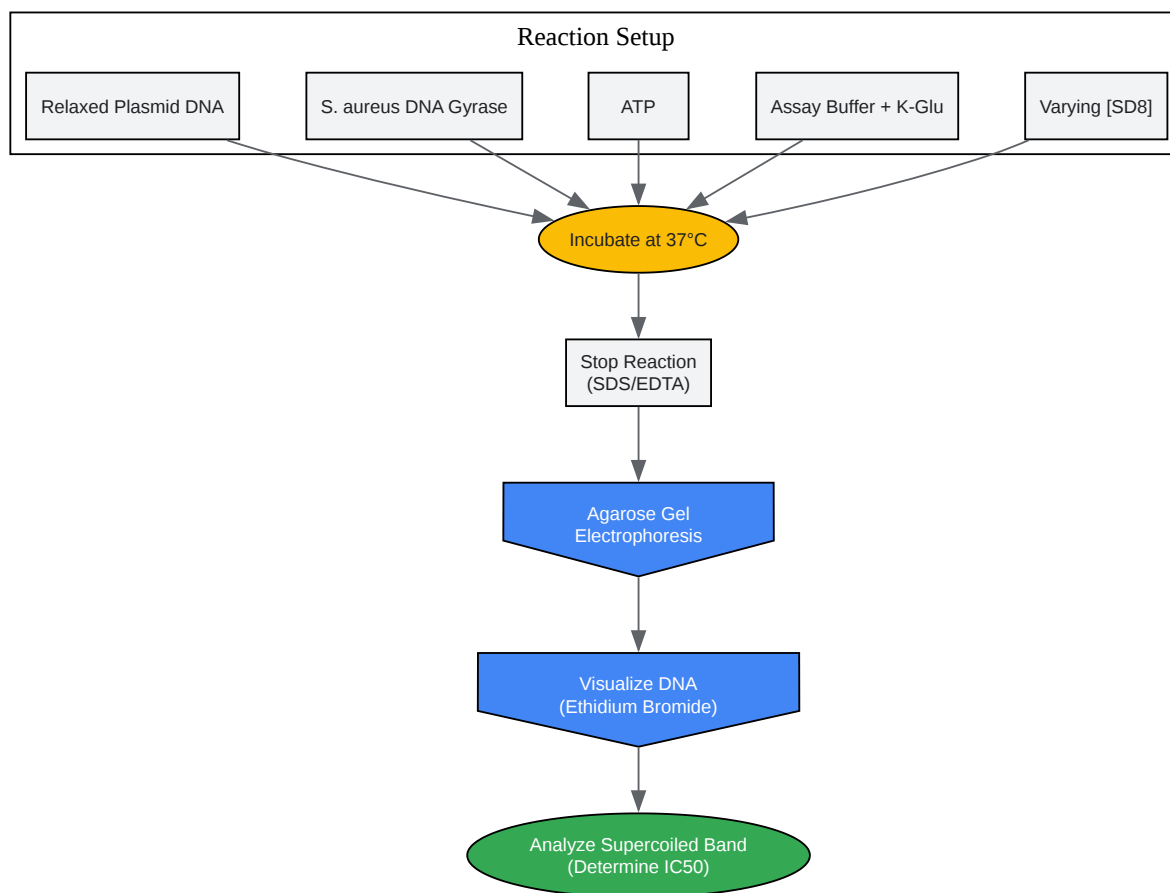 Reaction Setup
Relaxed Plasmid DNA
S. aureus DNA Gyrase
ATP
Assay Buffer + K-Glu
Varying [SD8]
Incubate at 37°C
Stop Reaction
(SDS/EDTA)
Agarose Gel
Electrophoresis
Visualize DNA
(Ethidium Bromide)
Analyze Supercoiled Band
(Determine IC50)